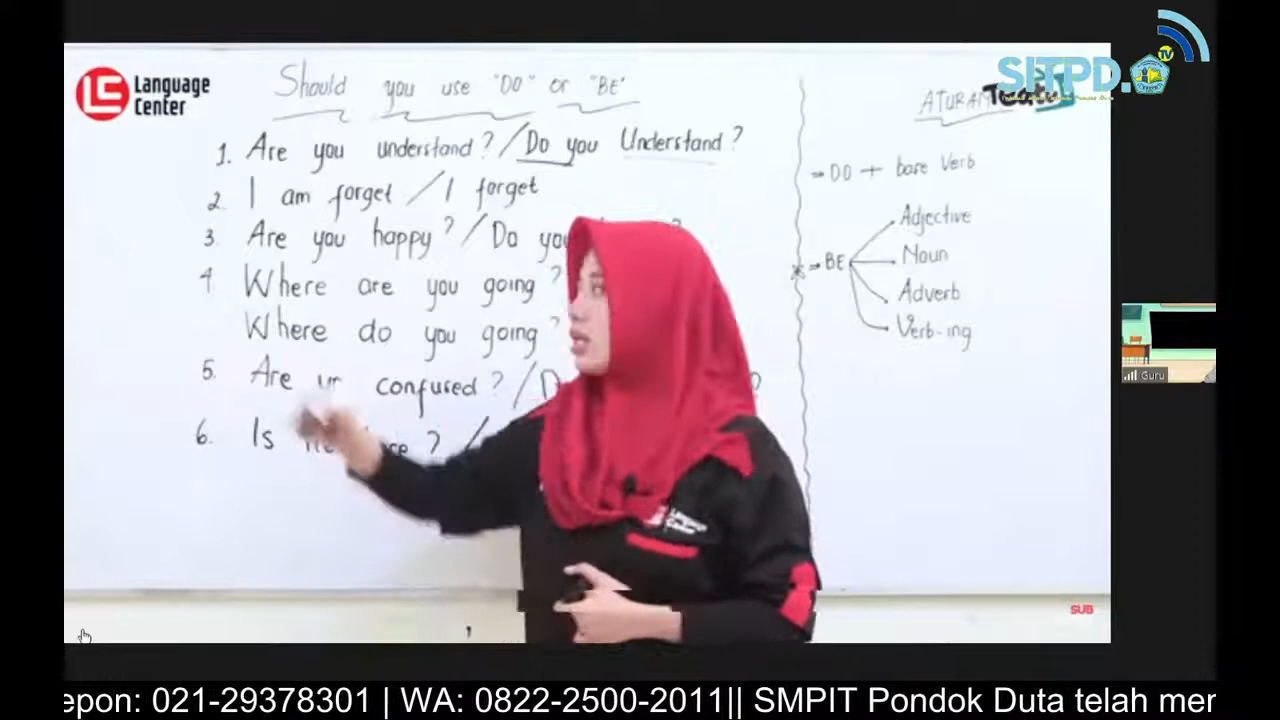 Language
Center
Should you use "DO" or "BE"
1. Are you understand? / Do you Understand?
2. I am forget / I forget
3. Are you happy? / Do you ?
4 Where are you going?
Where do you going?
5. Are confused? / ?
6. Is ? /
⇒ DO + bare Verb
⇒ BE
Adjective
Noun
Adverb
Verb-ing
SITPD.
TV
Guru
SUB
epon: 021-29378301 | WA: 0822-2500-2011|| SMPIT Pondok Duta telah mer